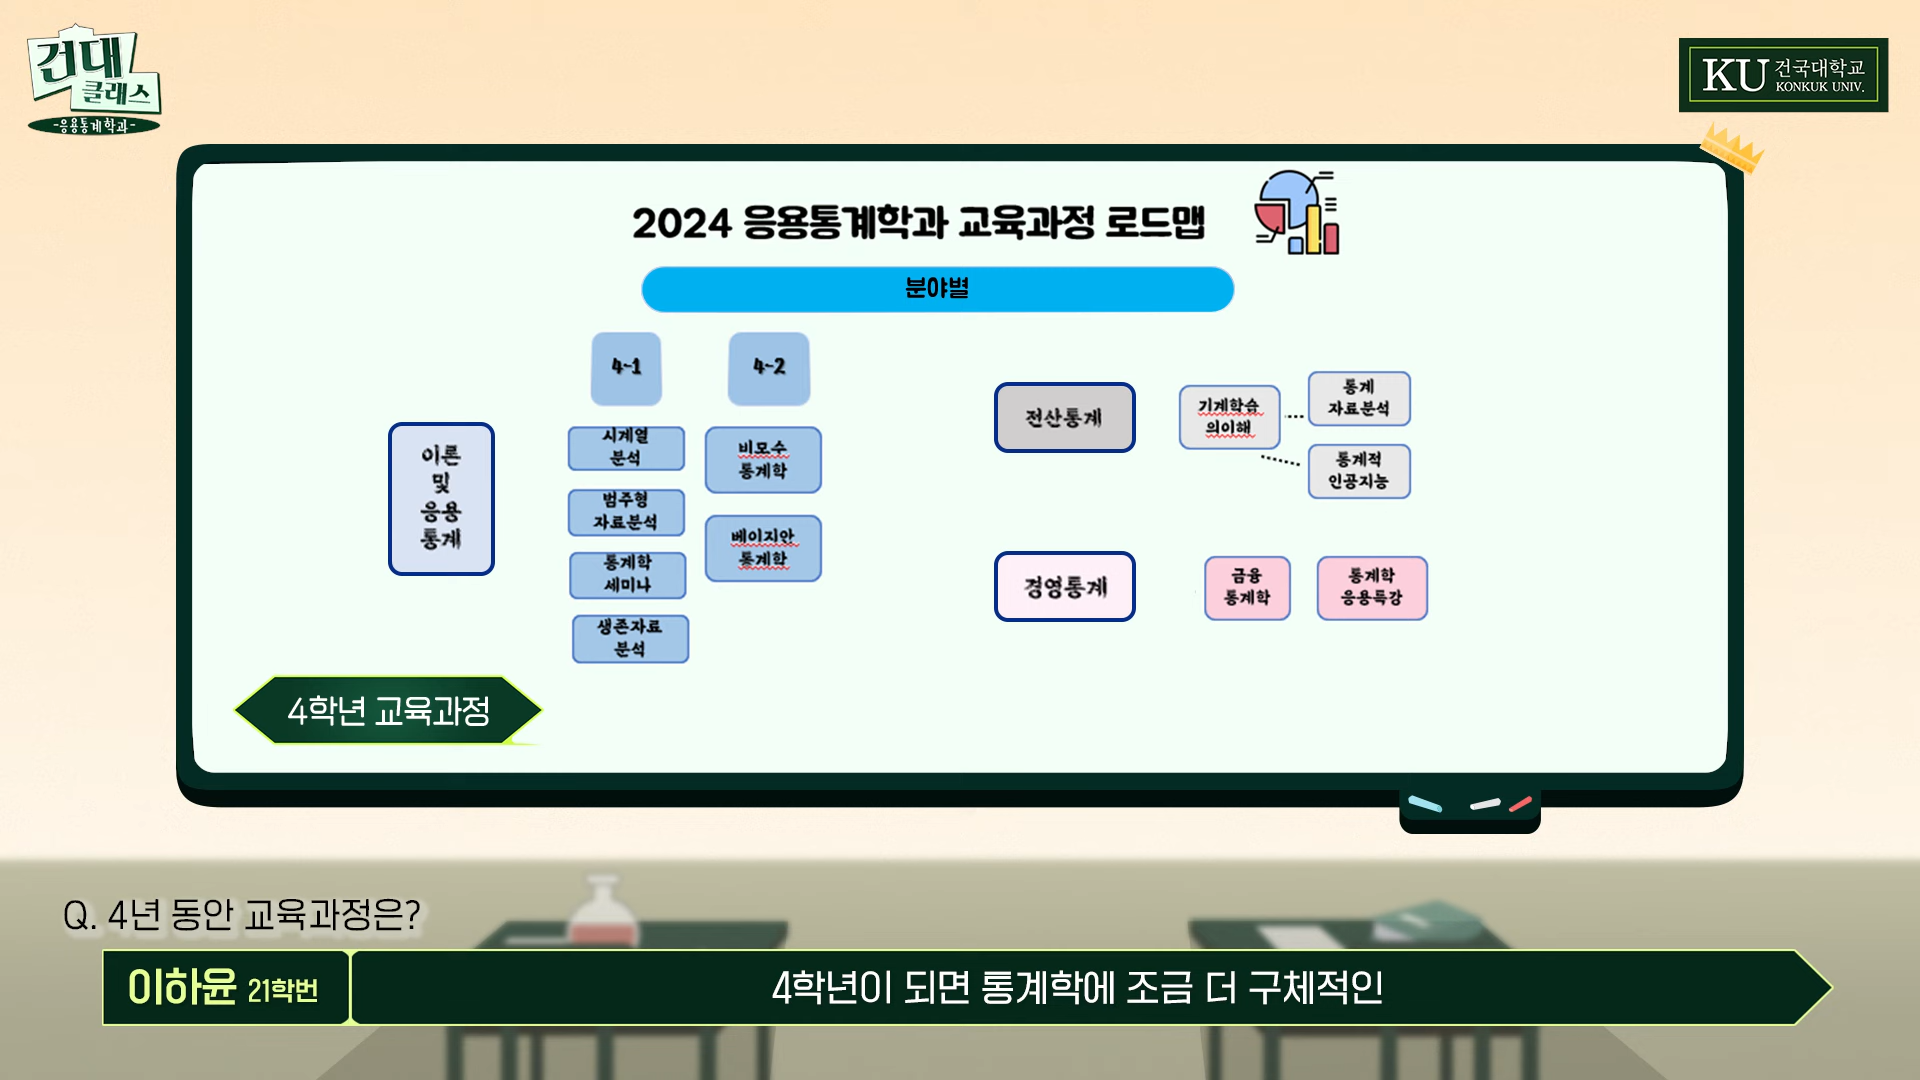 건대
클래스
-응용통계학과-
KU 건국대학교
KONKUK UNIV.
2024 응용통계학과 교육과정 로드맵
분야별
4-1
4-2
이론
및
응용
통계
시계열
분석
범주형
자료분석
통계학
세미나
생존자료
분석
비모수
통계학
베이지안
통계학
전산통계
기계학습
의이해
통계
자료분석
통계적
인공지능
경영통계
금융
통계학
통계학
응용특강
4학년 교육과정
Q. 4년 동안 교육과정은?
이하윤 21학번
4학년이 되면 통계학에 조금 더 구체적인